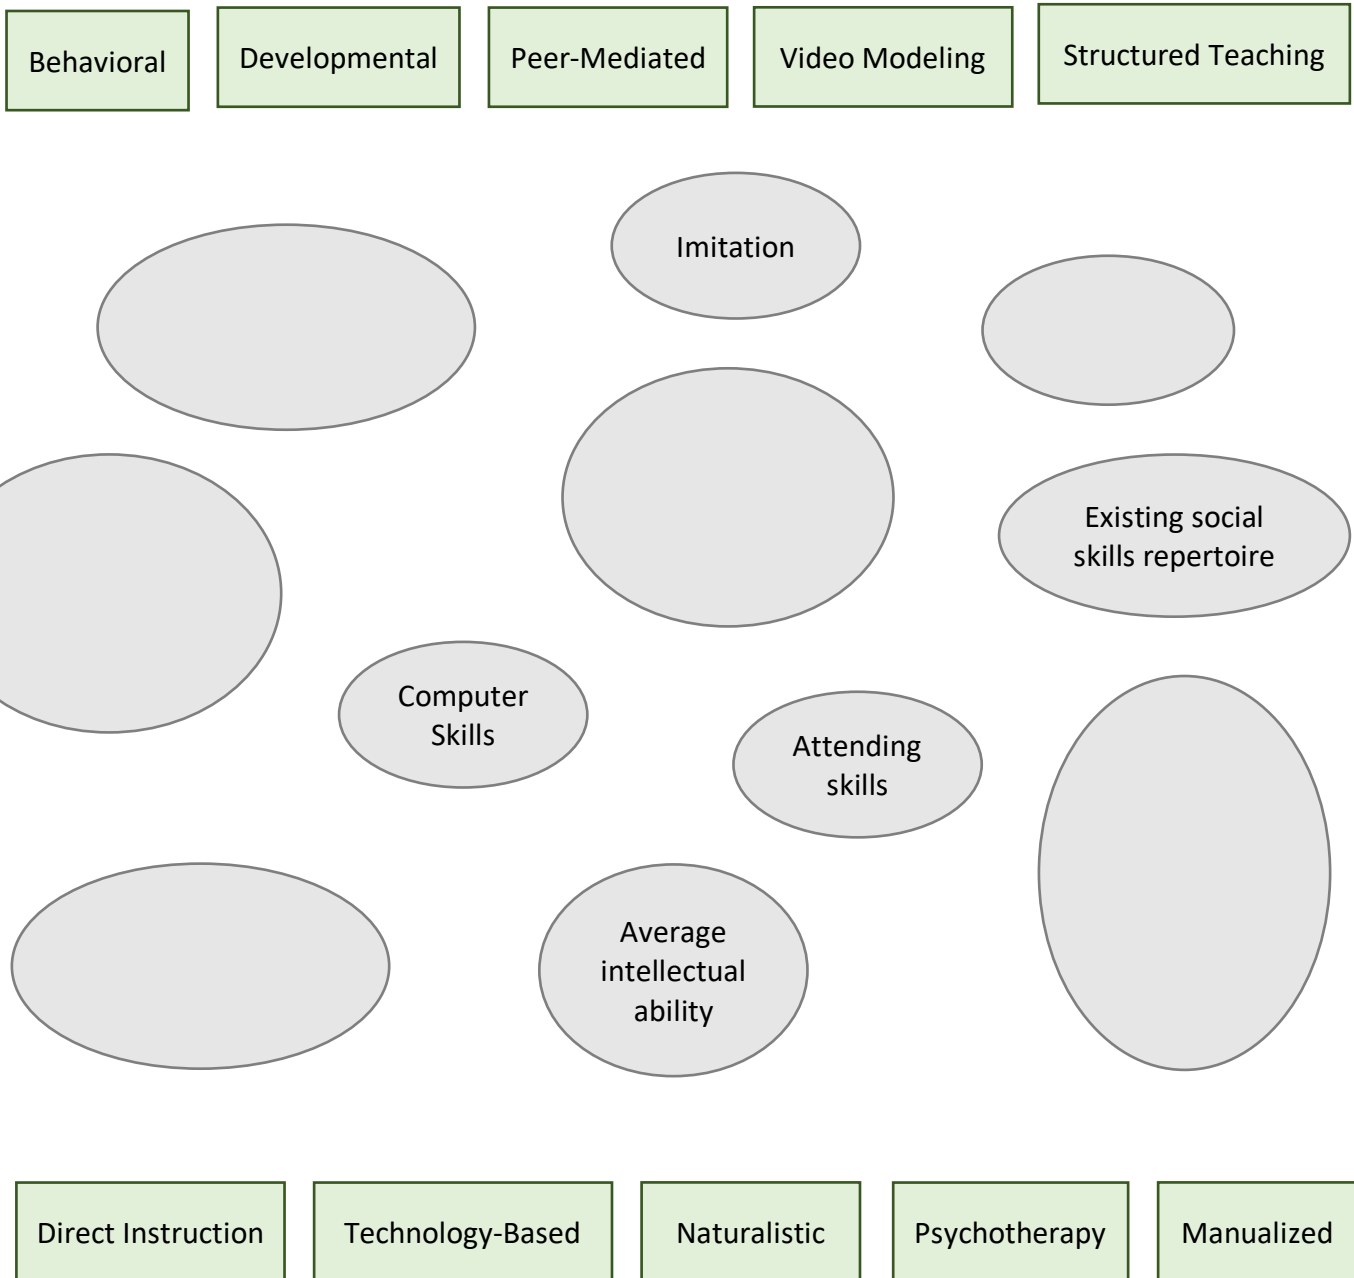 Behavioral
Developmental
Peer-Mediated
Video Modeling
Structured Teaching
Imitation
Existing social
skills repertoire
Computer
Skills
Attending
skills
Average
intellectual
ability
Direct Instruction
Technology-Based
Naturalistic
Psychotherapy
Manualized